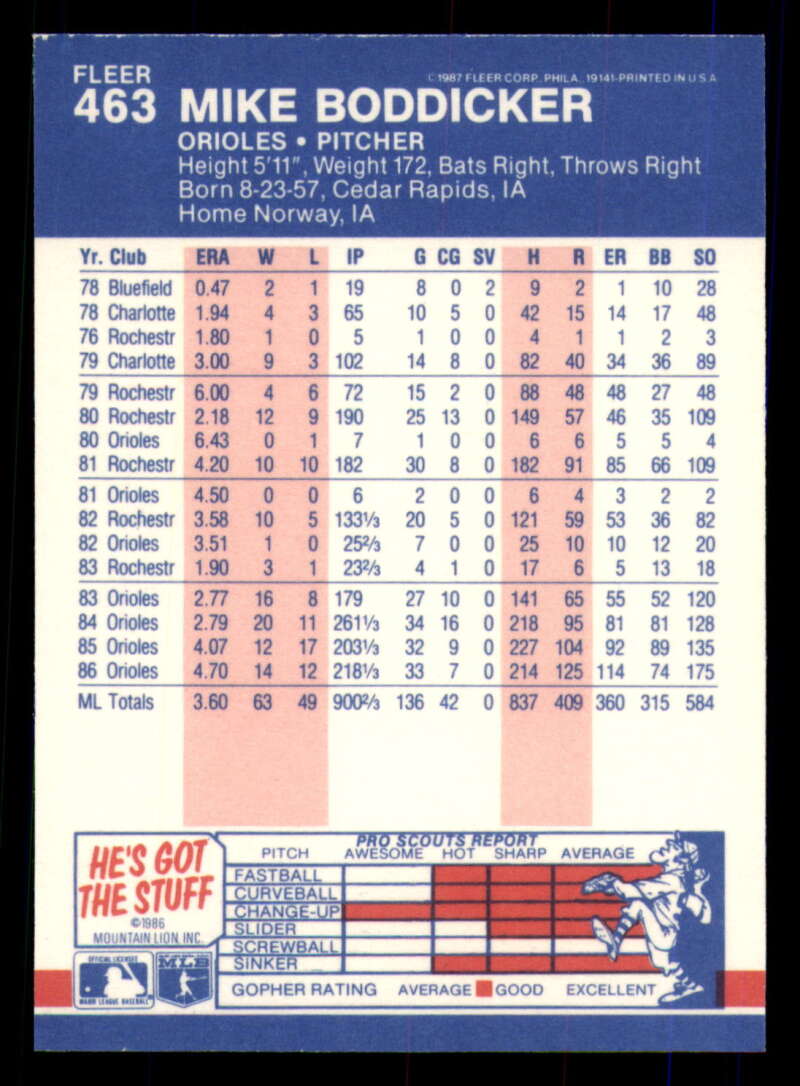 FLEER
©1987 FLEER CORP., PHILA., 19141-PRINTED IN U.S.A.
463 MIKE BODDICKER
ORIOLES • PITCHER
Height 5'11", Weight 172, Bats Right, Throws Right
Born 8-23-57, Cedar Rapids, IA
Home Norway, IA
Yr. Club ERA W L IP G CG SV H R ER BB SO
78 Bluefield 0.47 2 1 19 8 0 2 9 2 1 10 28
78 Charlotte 1.94 4 3 65 10 5 0 42 15 14 17 48
76 Rochestr 1.80 1 0 5 1 0 0 4 1 1 2 3
79 Charlotte 3.00 9 3 102 14 8 0 82 40 34 36 89
79 Rochestr 6.00 4 6 72 15 2 0 88 48 48 27 48
80 Rochestr 2.18 12 9 190 25 13 0 149 57 46 35 109
80 Orioles 6.43 0 1 7 1 0 0 6 6 5 5 4
81 Rochestr 4.20 10 10 182 30 8 0 182 91 85 66 109
81 Orioles 4.50 0 0 6 2 0 0 6 4 3 2 2
82 Rochestr 3.58 10 5 133⅓ 20 5 0 121 59 53 36 82
82 Orioles 3.51 1 0 25⅔ 7 0 0 25 10 10 12 20
83 Rochestr 1.90 3 1 23⅔ 4 1 0 17 6 5 13 18
83 Orioles 2.77 16 8 179 27 10 0 141 65 55 52 120
84 Orioles 2.79 20 11 261⅓ 34 16 0 218 95 81 81 128
85 Orioles 4.07 12 17 203⅓ 32 9 0 227 104 92 89 135
86 Orioles 4.70 14 12 218⅓ 33 7 0 214 125 114 74 175
ML Totals 3.60 63 49 900⅔ 136 42 0 837 409 360 315 584
HE'S GOT
THE STUFF
©1986
MOUNTAIN LION, INC.
OFFICIAL LICENSEE
MAJOR LEAGUE BASEBALL
MLB
PRO SCOUTS REPORT
PITCH AWESOME HOT SHARP AVERAGE
FASTBALL
CURVEBALL
CHANGE-UP
SLIDER
SCREWBALL
SINKER
GOPHER RATING AVERAGE GOOD EXCELLENT